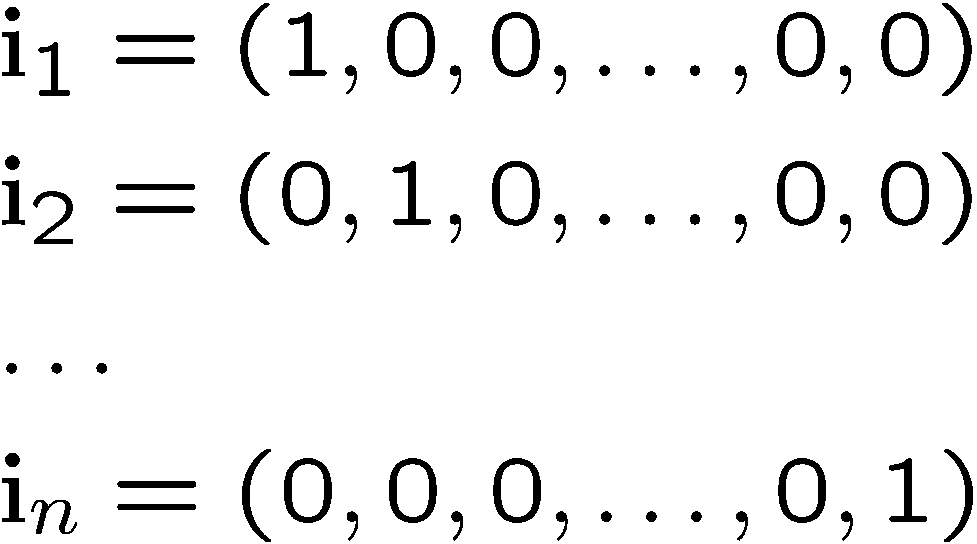 i₁ = (1, 0, 0, . . . , 0, 0)
i₂ = (0, 1, 0, . . . , 0, 0)
. . .
iₙ = (0, 0, 0, . . . , 0, 1)